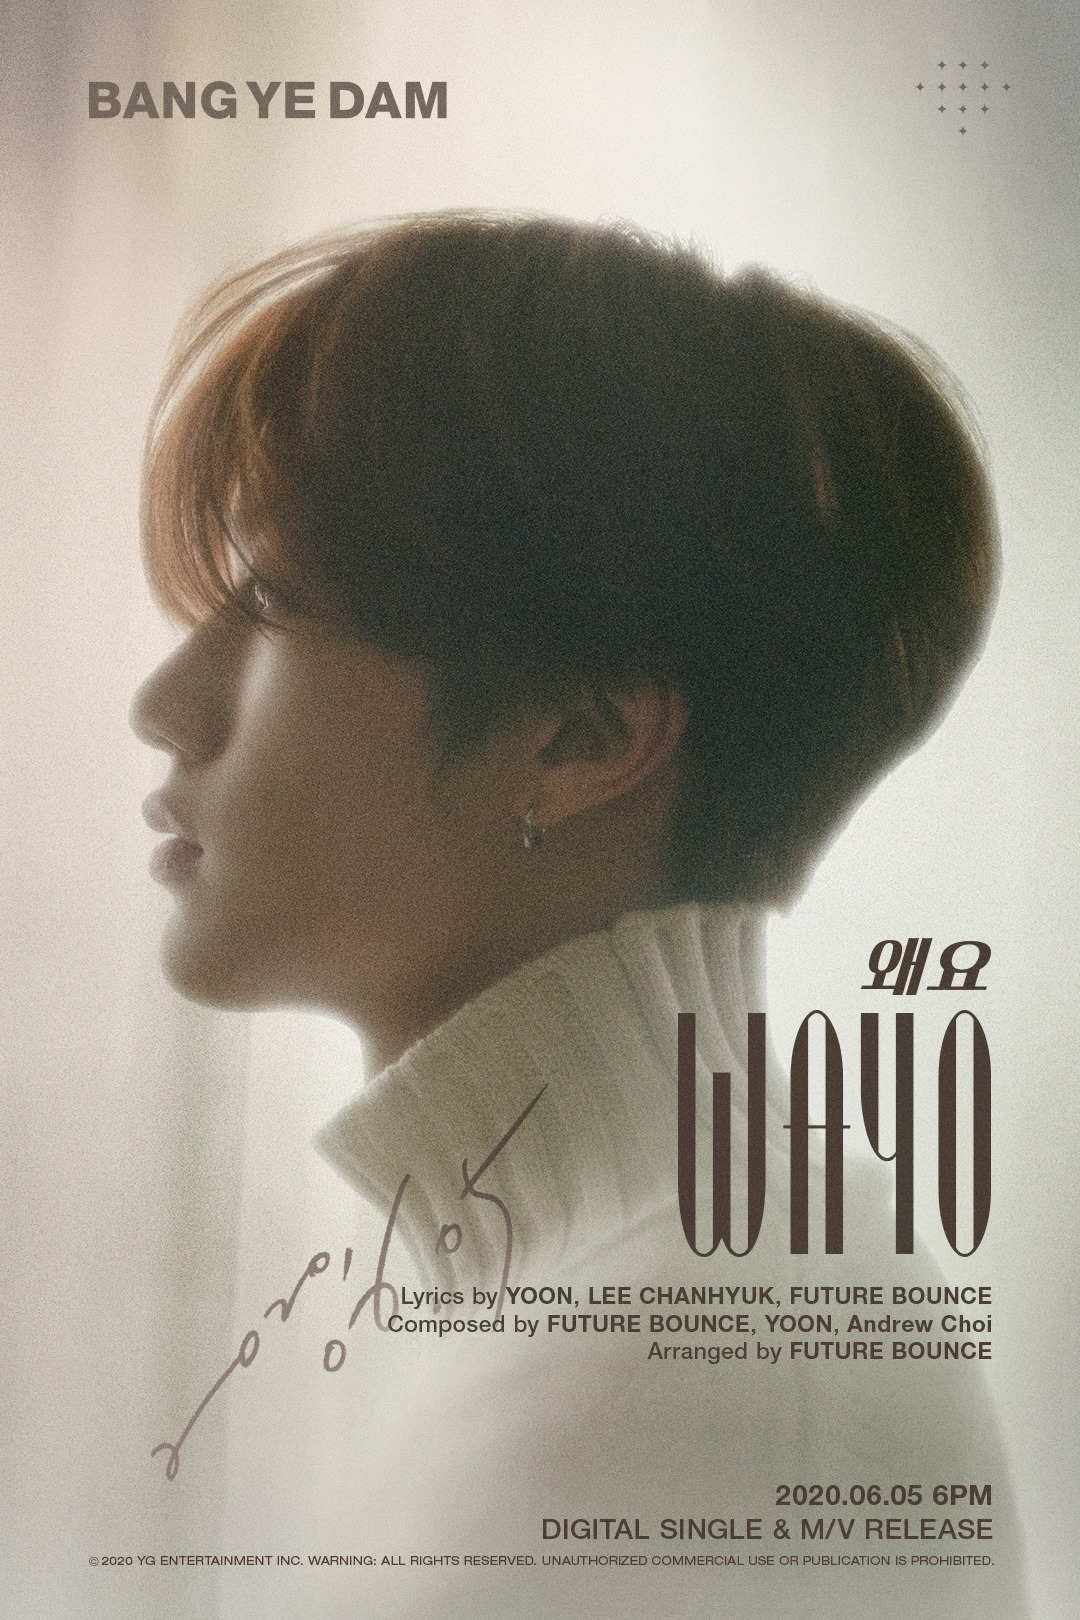 BANG YE DAM
왜요
WAYO
Lyrics by YOON, LEE CHANHYUK, FUTURE BOUNCE
Composed by FUTURE BOUNCE, YOON, Andrew Choi
Arranged by FUTURE BOUNCE
2020.06.05 6PM
DIGITAL SINGLE & M/V RELEASE
© 2020 YG ENTERTAINMENT INC. WARNING: ALL RIGHTS RESERVED. UNAUTHORIZED COMMERCIAL USE OR PUBLICATION IS PROHIBITED.